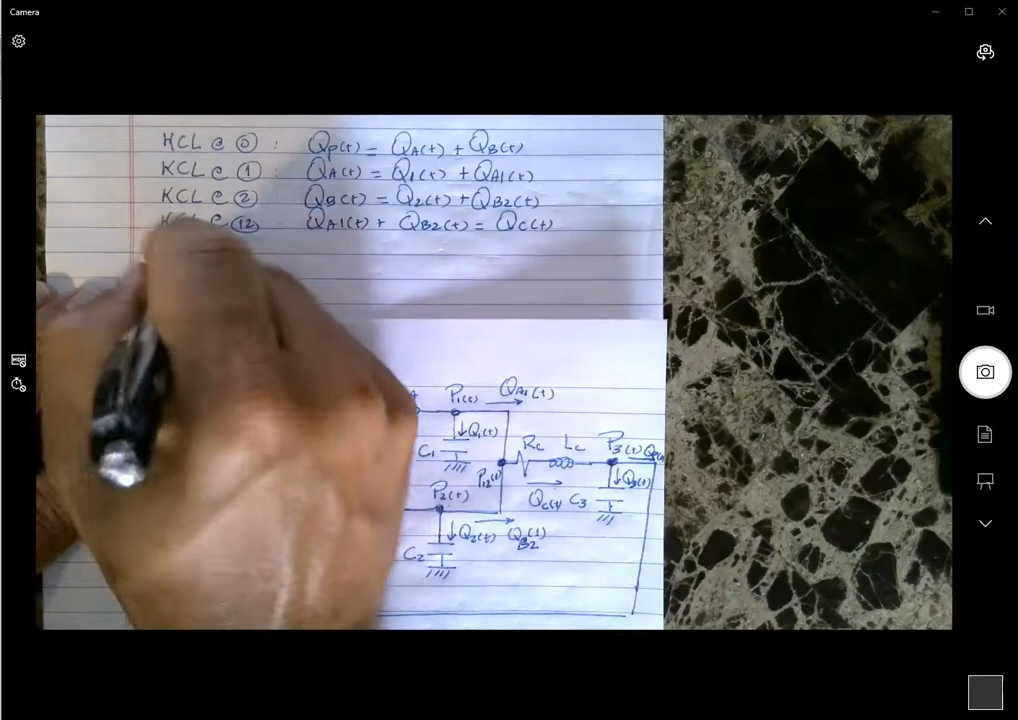 Camera
KCL @ 0 : Qp(t) = QA(t) + QB(t)
KCL @ 1 : QA(t) = Q1(t) + QA1(t)
KCL @ 2 : QB(t) = Q2(t) + QB2(t)
KCL @ 12 : QA1(t) + QB2(t) = QC(t)
P1(t) QA1(t)
Q1(t)
C1
RC LC P3(t)
P12(t)
Q3(t)
QC(t) C3
P2(t)
Q2(t) QB2(t)
C2